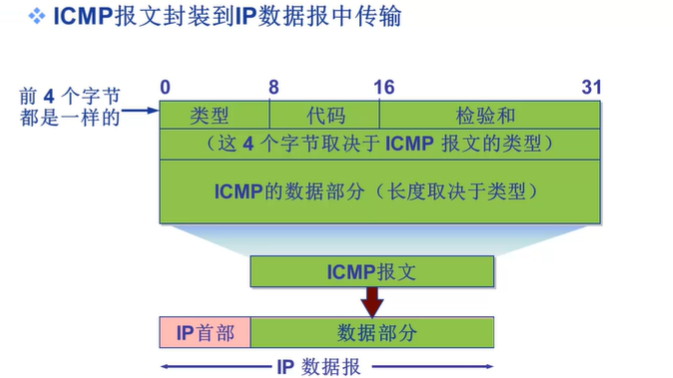 ❖ ICMP报文封装到IP数据报中传输
0 8 16 31
前 4 个字节
都是一样的
类型 代码 检验和
（这 4 个字节取决于 ICMP 报文的类型）
ICMP的数据部分（长度取决于类型）
ICMP报文
IP首部 数据部分
IP 数据报